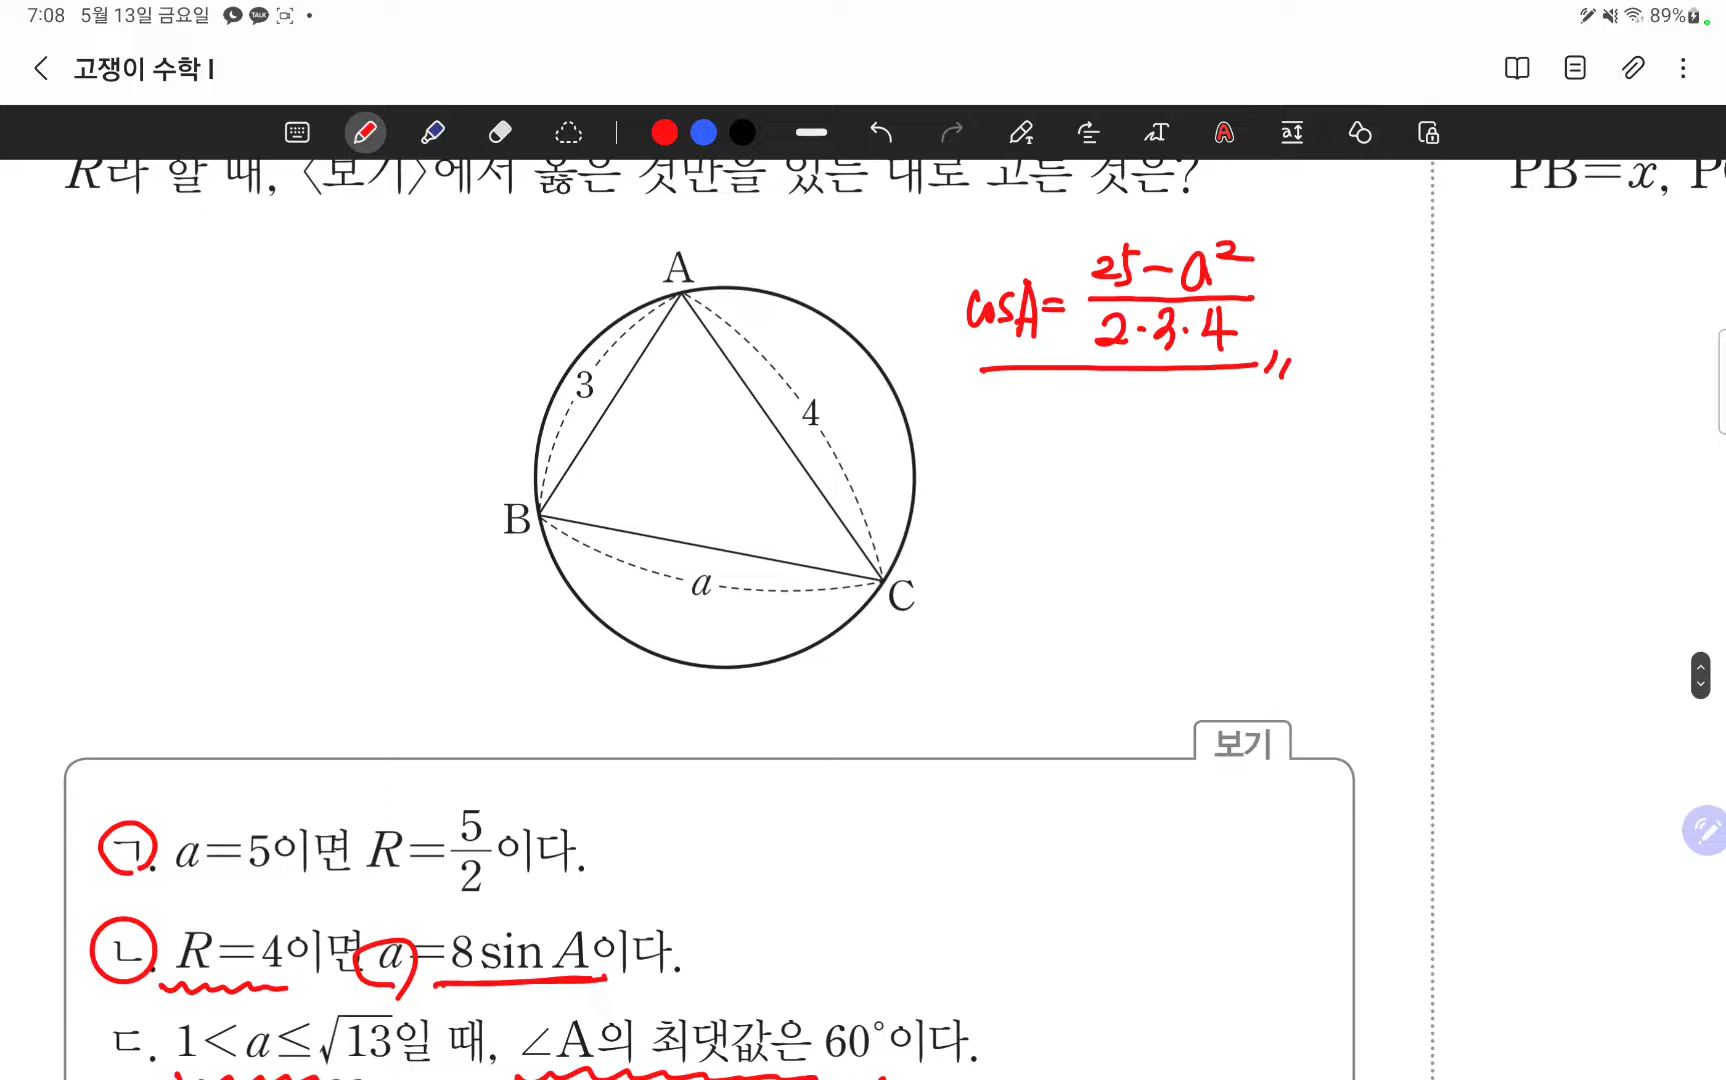 7:08 5월 13일 금요일 TALK 89%
고쟁이 수학 I
R라 할 때, 〈보기〉에서 옳은 것만을 있는 대로 고른 것은?
PB=x, P
A
cosA= 25-a² / 2·3·4
3
4
B
a
C
보기
ㄱ. a=5이면 R=5/2이다.
ㄴ. R=4이면 a=8 sin A이다.
ㄷ. 1<a≤√13일 때, ∠A의 최댓값은 60°이다.